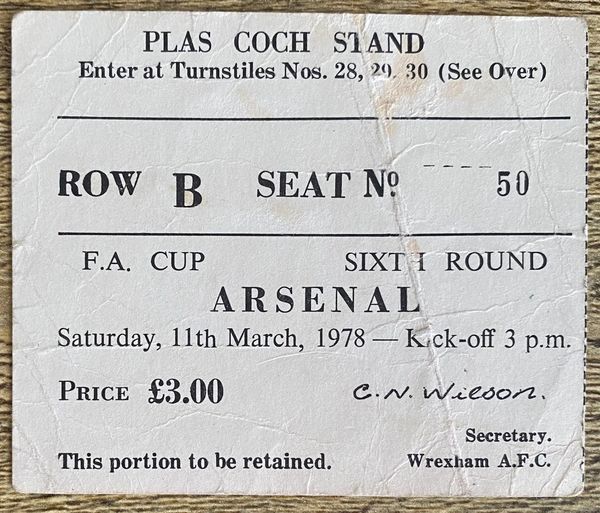 PLAS COCH STAND
Enter at Turnstiles Nos. 28, 29, 30 (See Over)
ROW B SEAT No 50
F.A. CUP SIXTH ROUND
ARSENAL
Saturday, 11th March, 1978 — Kick-off 3 p.m.
PRICE £3.00 C. N. Wilson.
Secretary.
This portion to be retained. Wrexham A.F.C.